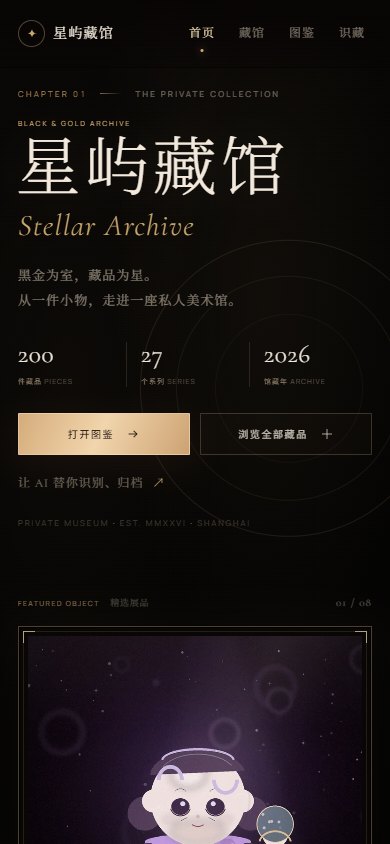 星屿藏馆
首页 藏馆 图鉴 识藏
CHAPTER 01 THE PRIVATE COLLECTION
BLACK & GOLD ARCHIVE
星屿藏馆
Stellar Archive
黑金为室，藏品为星。
从一件小物，走进一座私人美术馆。
200 27 2026
件藏品 PIECES 个系列 SERIES 馆藏年 ARCHIVE
打开图鉴 → 浏览全部藏品 +
让 AI 替你识别、归档 ↗
PRIVATE MUSEUM · EST. MMXXVI · SHANGHAI
FEATURED OBJECT 精选展品 01 / 08